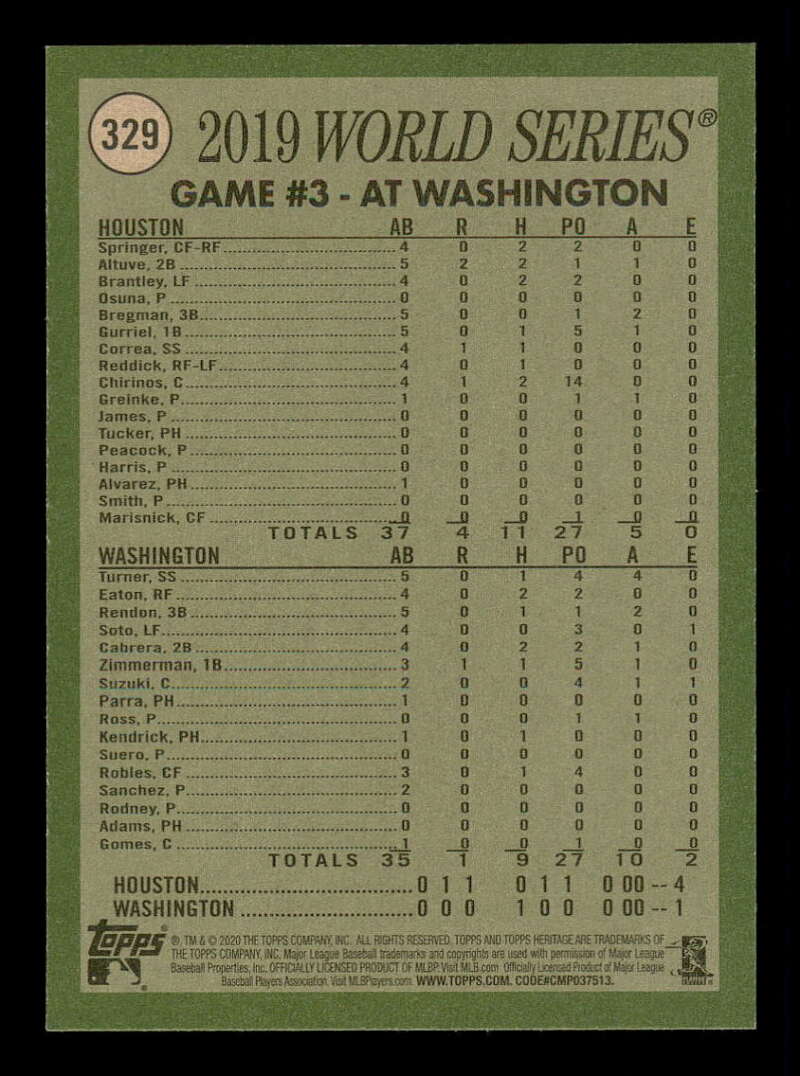 329
2019 WORLD SERIES®
GAME #3 - AT WASHINGTON
HOUSTON AB R H PO A E
Springer, CF-RF 4 0 2 2 0 0
Altuve, 2B 5 2 2 1 1 0
Brantley, LF 4 0 2 2 0 0
Osuna, P 0 0 0 0 0 0
Bregman, 3B 5 0 0 1 2 0
Gurriel, 1B 5 0 1 5 1 0
Correa, SS 4 1 1 0 0 0
Reddick, RF-LF 4 0 1 0 0 0
Chirinos, C 4 1 2 14 0 0
Greinke, P 1 0 0 1 1 0
James, P 0 0 0 0 0 0
Tucker, PH 0 0 0 0 0 0
Peacock, P 0 0 0 0 0 0
Harris, P 0 0 0 0 0 0
Alvarez, PH 1 0 0 0 0 0
Smith, P 0 0 0 0 0 0
Marisnick, CF 0 0 0 1 0 0
TOTALS 37 4 11 27 5 0
WASHINGTON AB R H PO A E
Turner, SS 5 0 1 4 4 0
Eaton, RF 4 0 2 2 0 0
Rendon, 3B 5 0 1 1 2 0
Soto, LF 4 0 0 3 0 1
Cabrera, 2B 4 0 2 2 1 0
Zimmerman, 1B 3 1 1 5 1 0
Suzuki, C 2 0 0 4 1 1
Parra, PH 1 0 0 0 0 0
Ross, P 0 0 0 1 1 0
Kendrick, PH 1 0 1 0 0 0
Suero, P 0 0 0 0 0 0
Robles, CF 3 0 1 4 0 0
Sanchez, P 2 0 0 0 0 0
Rodney, P 0 0 0 0 0 0
Adams, PH 0 0 0 0 0 0
Gomes, C 1 0 0 1 0 0
TOTALS 35 1 9 27 10 2
HOUSTON 0 1 1 0 1 1 0 00 -- 4
WASHINGTON 0 0 0 1 0 0 0 00 -- 1
topps®
®, TM & © 2020 THE TOPPS COMPANY, INC. ALL RIGHTS RESERVED. TOPPS AND TOPPS HERITAGE ARE TRADEMARKS OF
THE TOPPS COMPANY, INC. Major League Baseball trademarks and copyrights are used with permission of Major League
Baseball Properties, Inc. OFFICIALLY LICENSED PRODUCT OF MLBP. Visit MLB.com Officially Licensed Product of Major League
Baseball Players Association. Visit MLBPlayers.com. WWW.TOPPS.COM. CODE#CMP037513.